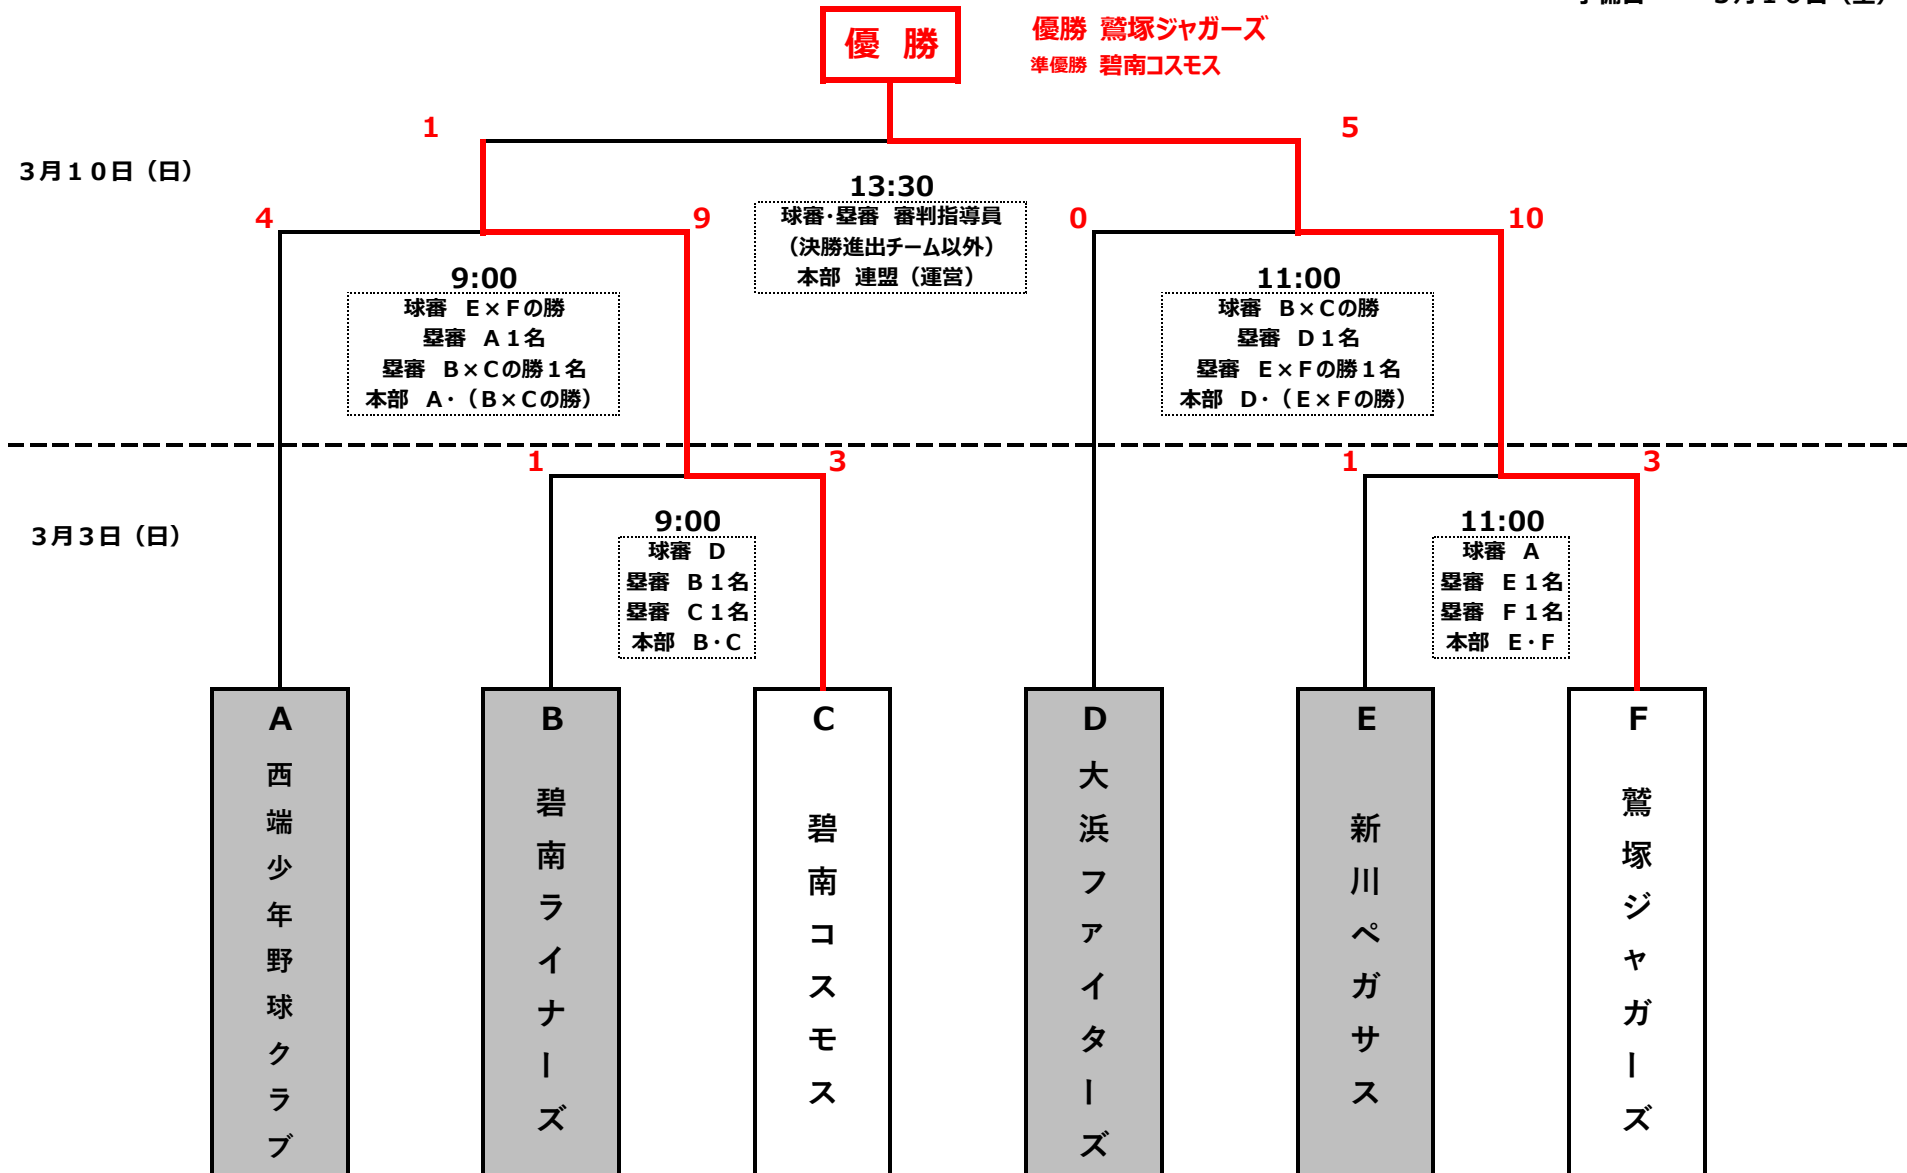 優 勝
優勝 鷲塚ジャガーズ
準優勝 碧南コスモス
1
5
３月１０日（日）
13:30
球審・塁審 審判指導員
（決勝進出チーム以外）
本部 連盟（運営）
4
9
0
10
9:00
球審 E×Fの勝
塁審 A１名
塁審 B×Cの勝１名
本部 A・（B×Cの勝）
11:00
球審 B×Cの勝
塁審 D１名
塁審 E×Fの勝１名
本部 D・（E×Fの勝）
1
3
1
3
３月３日（日）
9:00
球審 D
塁審 B１名
塁審 C１名
本部 B・C
11:00
球審 A
塁審 E１名
塁審 F１名
本部 E・F
A
西端少年野球クラブ
B
碧南ライナーズ
C
碧南コスモス
D
大浜ファイターズ
E
新川ペガサス
F
鷲塚ジャガーズ